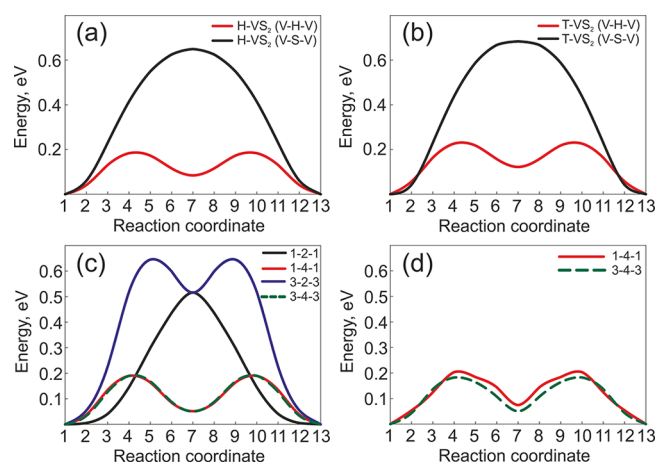 (a)
H-VS2 (V-H-V)
H-VS2 (V-S-V)
Energy, eV
0.6
0.4
0.2
1 2 3 4 5 6 7 8 9 10 11 12 13
Reaction coordinate
(b)
T-VS2 (V-H-V)
T-VS2 (V-S-V)
Energy, eV
0.6
0.4
0.2
1 2 3 4 5 6 7 8 9 10 11 12 13
Reaction coordinate
(c)
1-2-1
1-4-1
3-2-3
3-4-3
Energy, eV
0.6
0.5
0.4
0.3
0.2
0.1
1 2 3 4 5 6 7 8 9 10 11 12 13
Reaction coordinate
(d)
1-4-1
3-4-3
Energy, eV
0.6
0.5
0.4
0.3
0.2
0.1
1 2 3 4 5 6 7 8 9 10 11 12 13
Reaction coordinate